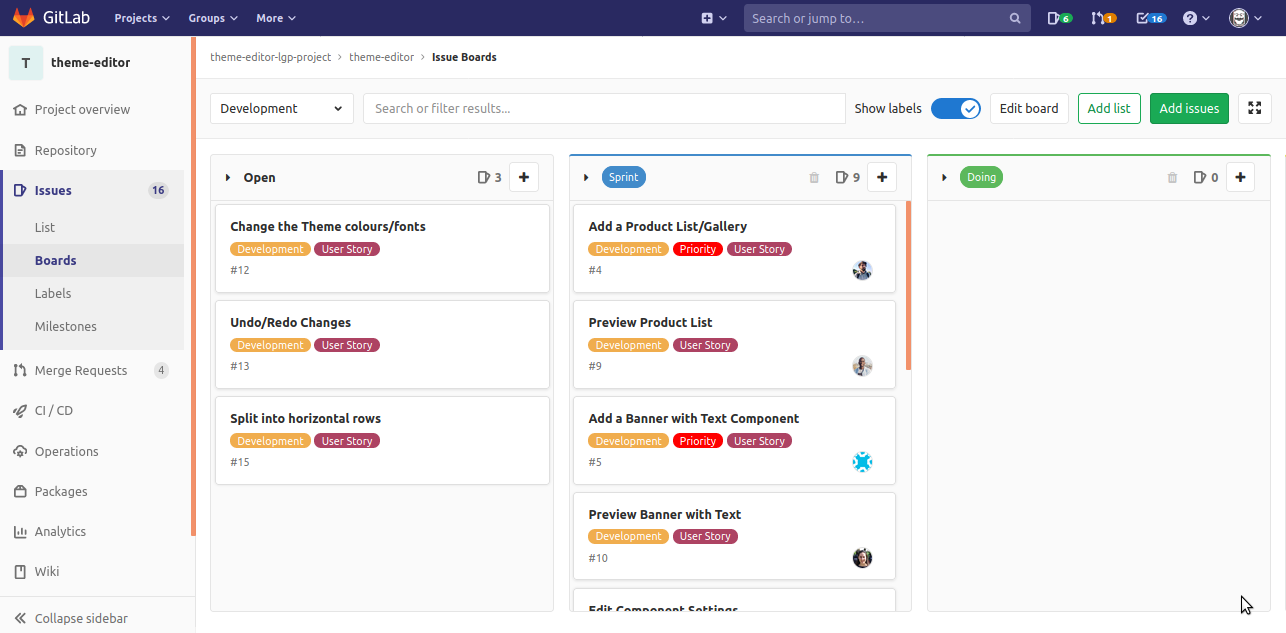 GitLab Projects Groups More Search or jump to... 6 1 16
T theme-editor
theme-editor-lgp-project › theme-editor › Issue Boards
Project overview
Repository
Issues 16
List
Boards
Labels
Milestones
Merge Requests 4
CI / CD
Operations
Packages
Analytics
Wiki
Collapse sidebar
Development Search or filter results... Show labels Edit board Add list Add issues
Open 3
Change the Theme colours/fonts
Development User Story
#12
Undo/Redo Changes
Development User Story
#13
Split into horizontal rows
Development User Story
#15
Sprint 9
Add a Product List/Gallery
Development Priority User Story
#4
Preview Product List
Development User Story
#9
Add a Banner with Text Component
Development Priority User Story
#5
Preview Banner with Text
Development User Story
#10
Edit Component Settings
Doing 0